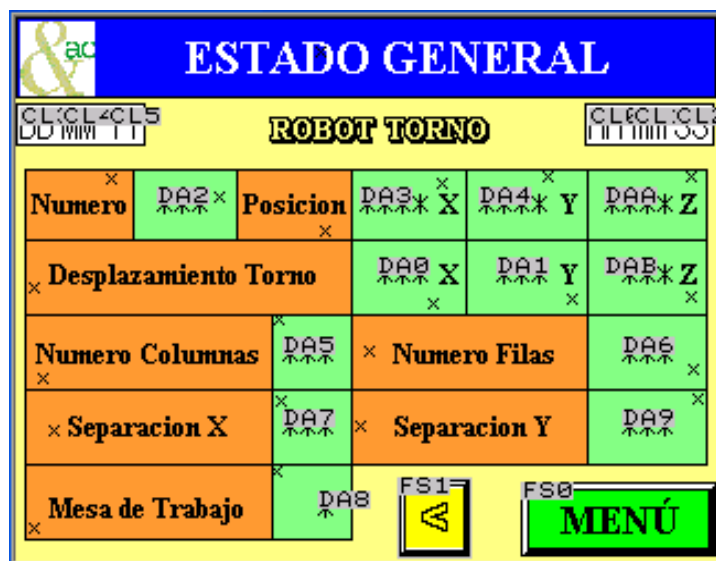 & ac
ESTADO GENERAL
ROBOT TORNO
Numero DA2 Posicion DA3 X DA4 Y DAA Z
Desplazamiento Torno DA0 X DA1 Y DAB Z
Numero Columnas DA5 Numero Filas DA6
Separacion X DA7 Separacion Y DA9
Mesa de Trabajo DA8 FS1 < FS0 MENÚ